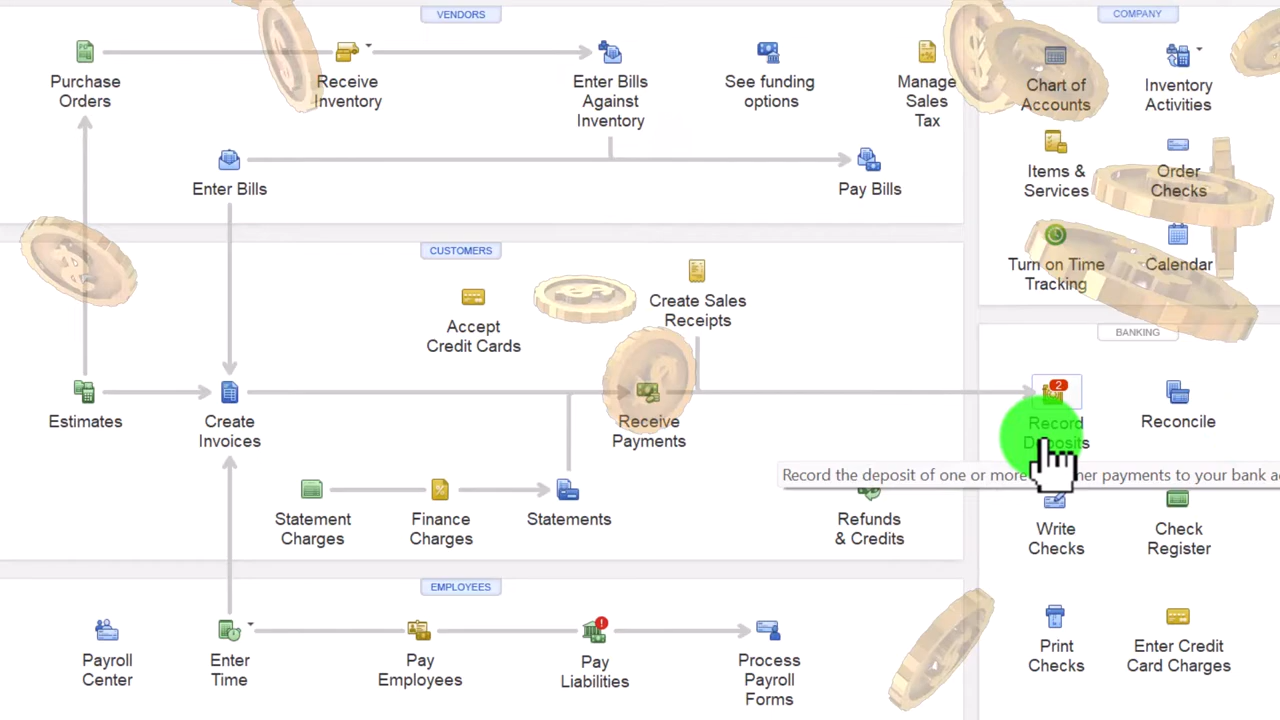 VENDORS
Purchase
Orders
Receive
Inventory
Enter Bills
Against
Inventory
See funding
options
Manage
Sales
Tax
Enter Bills
Pay Bills
COMPANY
Chart of
Accounts
Inventory
Activities
Items &
Services
Order
Checks
Turn on Time
Tracking
Calendar
CUSTOMERS
Accept
Credit Cards
Create Sales
Receipts
Estimates
Create
Invoices
Receive
Payments
Statement
Charges
Finance
Charges
Statements
Refunds
& Credits
BANKING
2
Record
Deposits
Reconcile
Record the deposit of one or more payments to your bank
Write
Checks
Check
Register
Print
Checks
Enter Credit
Card Charges
EMPLOYEES
Payroll
Center
Enter
Time
Pay
Employees
Pay
Liabilities
Process
Payroll
Forms